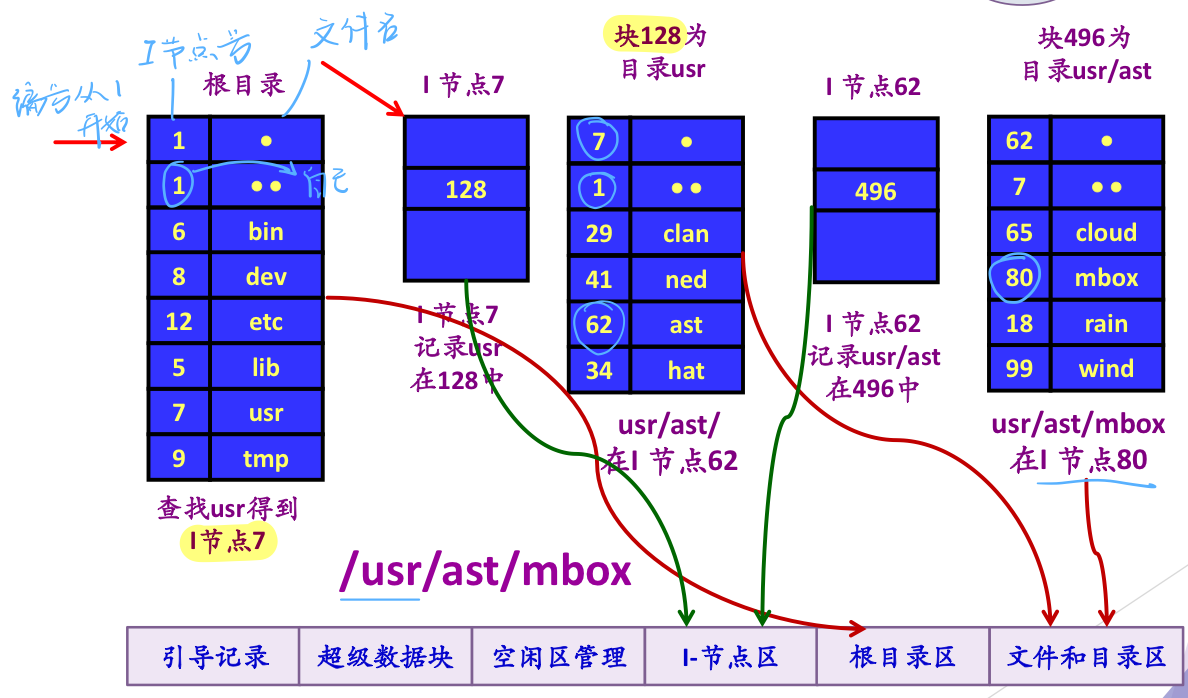 I节点号
文件名
编号从1
开始
根目录
1 •
1 ••
自己
6 bin
8 dev
12 etc
5 lib
7 usr
9 tmp
查找usr得到
I节点7
I 节点7
128
I 节点7
记录usr
在128中
块128为
目录usr
7 •
1 ••
29 clan
41 ned
62 ast
34 hat
usr/ast/
在I 节点62
I 节点62
496
I 节点62
记录usr/ast
在496中
块496为
目录usr/ast
62 •
7 ••
65 cloud
80 mbox
18 rain
99 wind
usr/ast/mbox
在I 节点80
/usr/ast/mbox
引导记录 超级数据块 空闲区管理 I-节点区 根目录区 文件和目录区